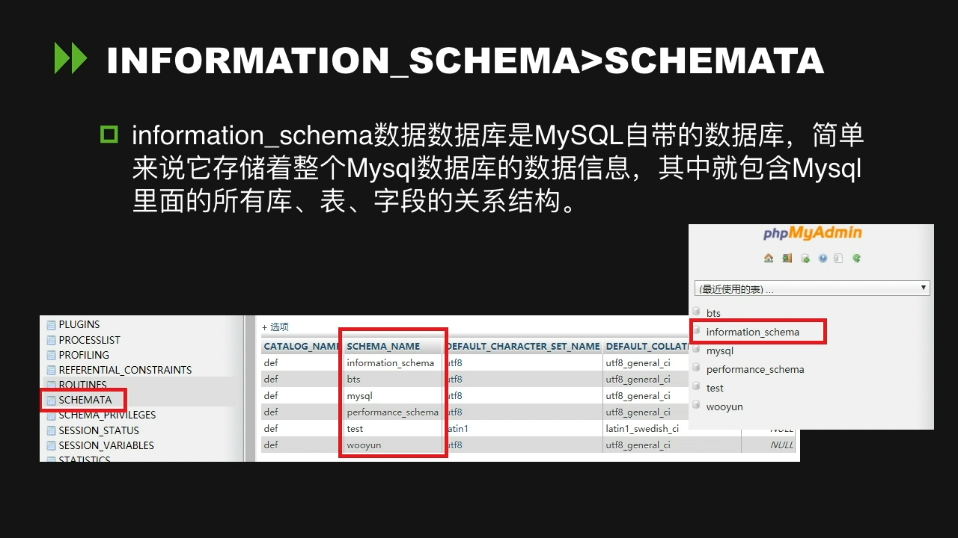 INFORMATION_SCHEMA>SCHEMATA
information_schema数据数据库是MySQL自带的数据库，简单
来说它存储着整个Mysql数据库的数据信息，其中就包含Mysql
里面的所有库、表、字段的关系结构。
phpMyAdmin
(最近使用的表) ...
bts
information_schema
mysql
performance_schema
test
wooyun
PLUGINS
PROCESSLIST
PROFILING
REFERENTIAL_CONSTRAINTS
ROUTINES
SCHEMATA
SCHEMA_PRIVILEGES
SESSION_STATUS
SESSION_VARIABLES
STATISTICS
+ 选项
CATALOG_NAME SCHEMA_NAME DEFAULT_CHARACTER_SET_NAME DEFAULT_COLLAT
def information_schema utf8 utf8_general_ci
def bts utf8 utf8_general_ci
def mysql utf8 utf8_general_ci
def performance_schema utf8 utf8_general_ci
def test latin1 latin1_swedish_ci NULL
def wooyun utf8 utf8_general_ci NULL